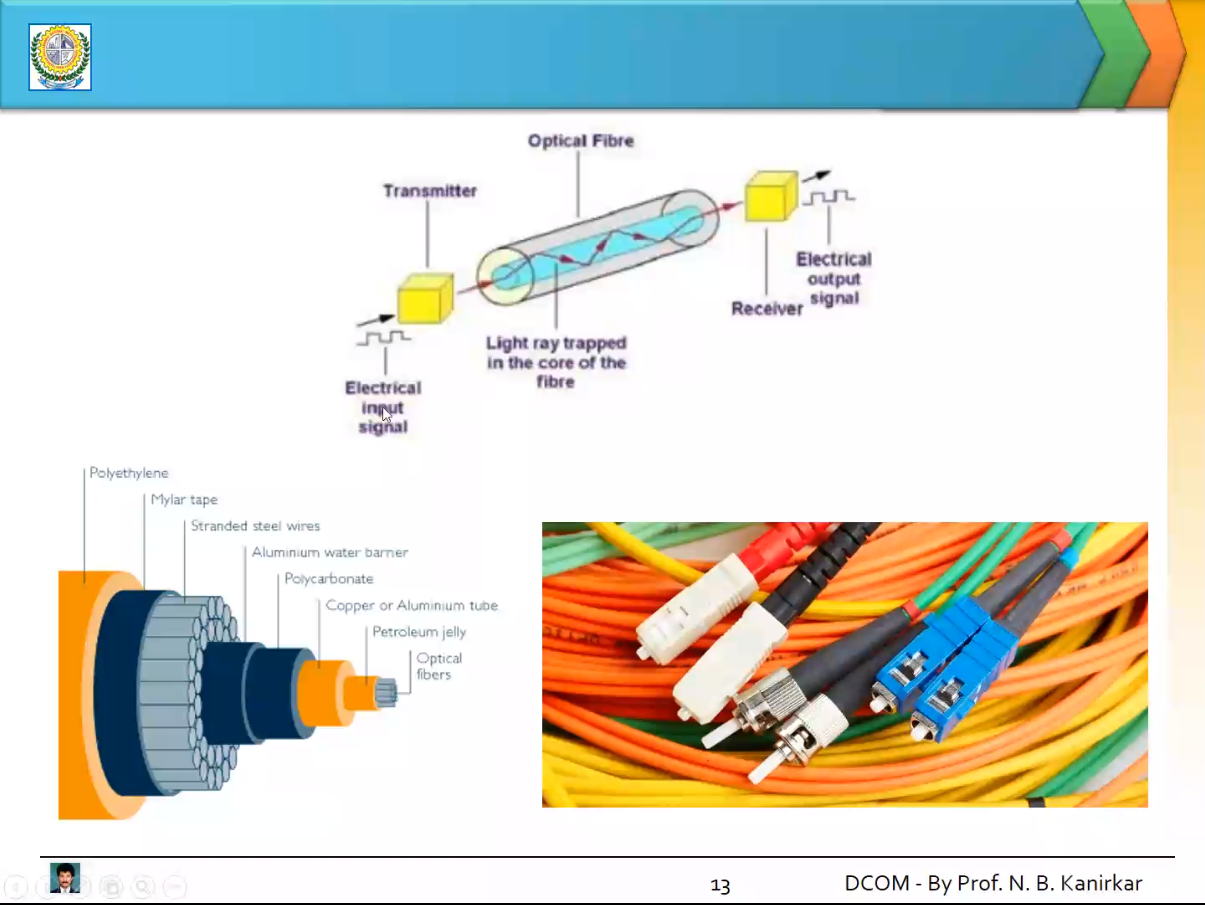 Optical Fibre
Transmitter
Electrical
output
signal
Receiver
Light ray trapped
in the core of the
fibre
Electrical
input
signal
Polyethylene
Mylar tape
Stranded steel wires
Aluminium water barrier
Polycarbonate
Copper or Aluminium tube
Petroleum jelly
Optical
fibers
13
DCOM - By Prof. N. B. Kanirkar